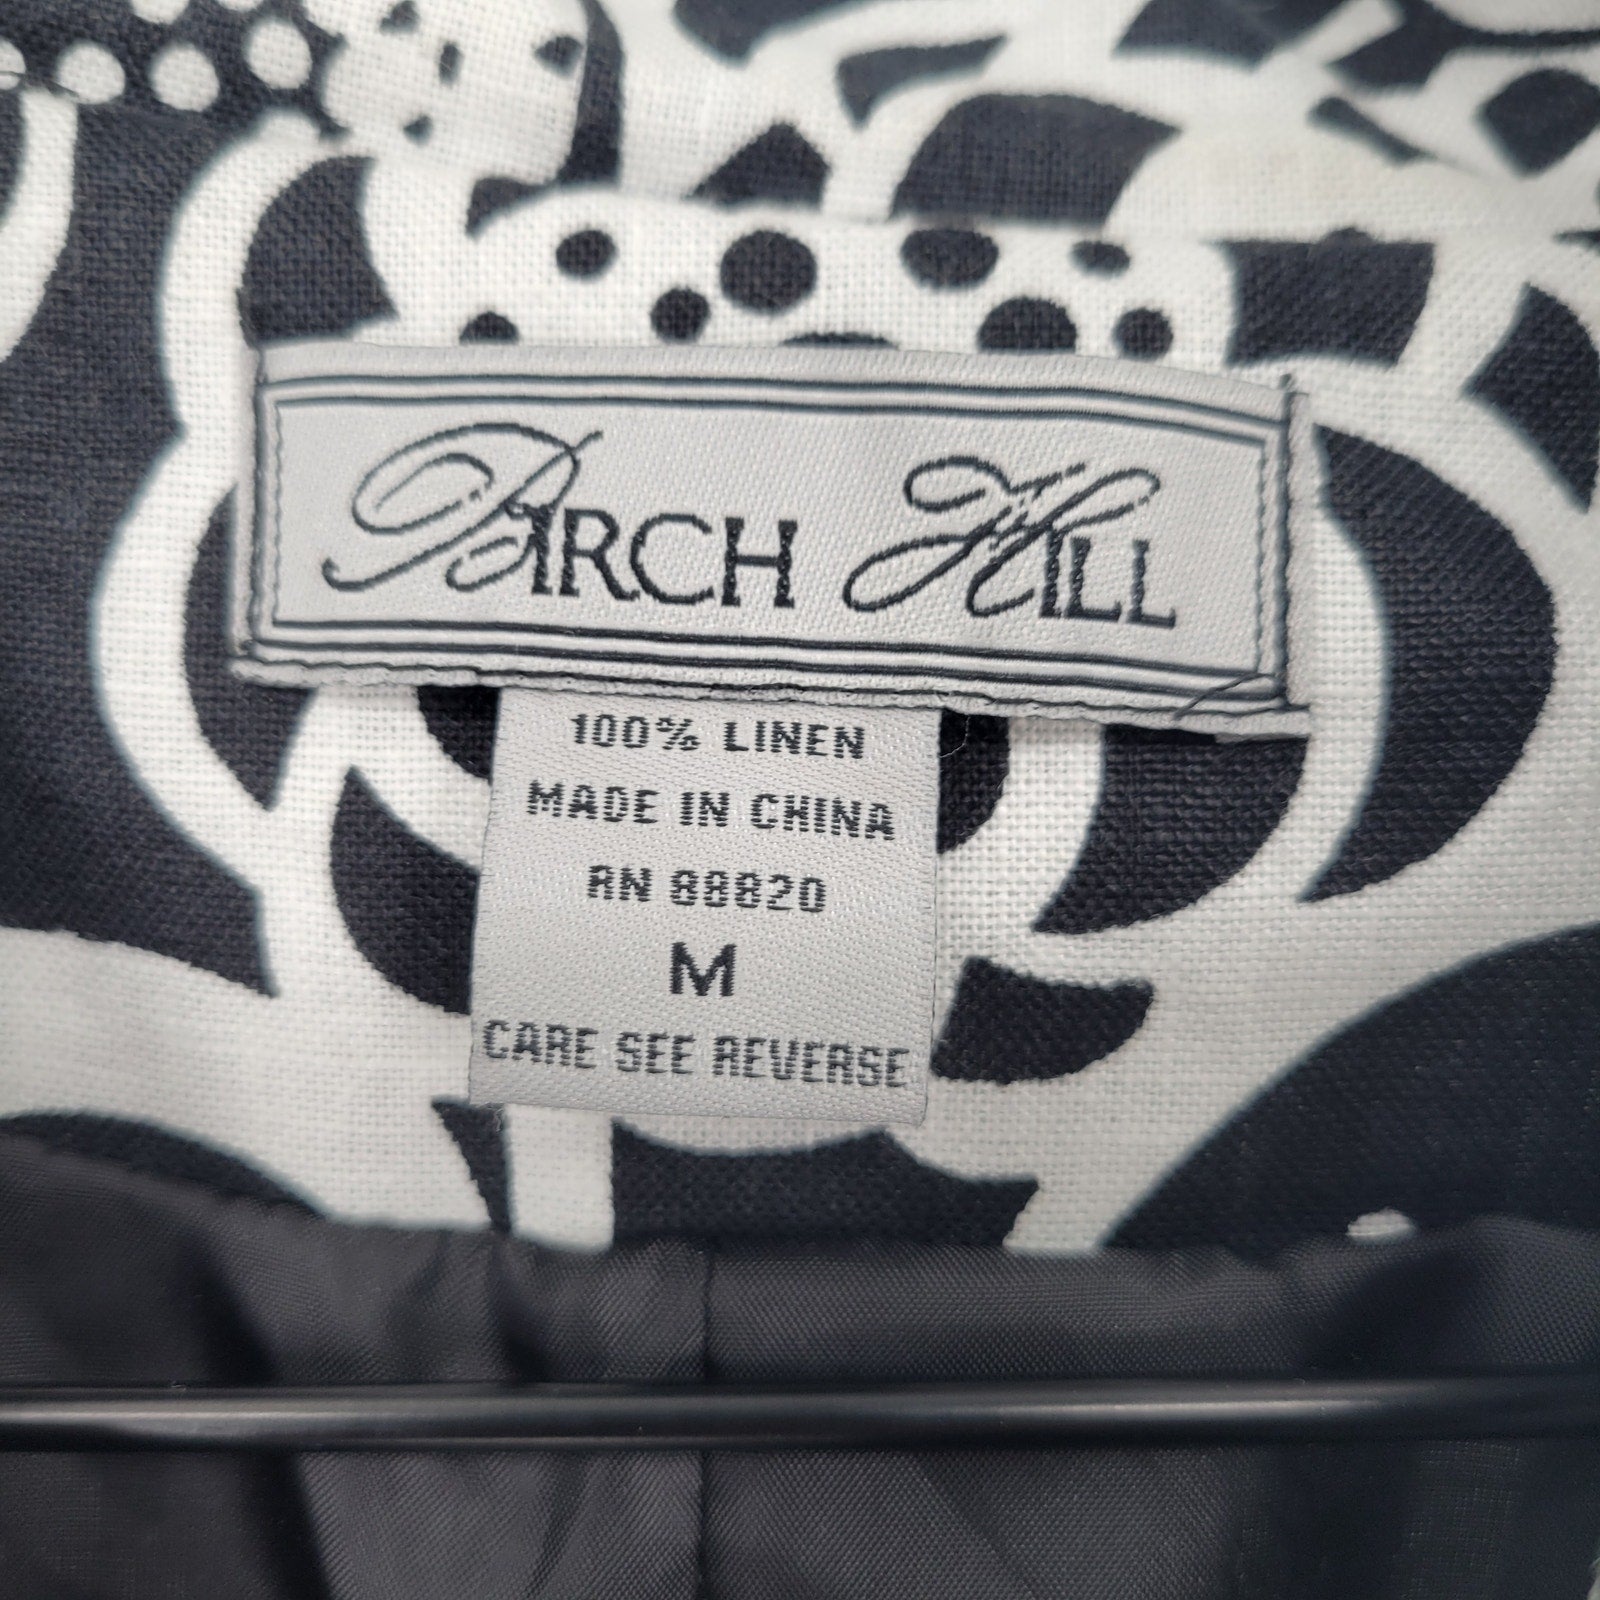 BIRCH HILL
100% LINEN
MADE IN CHINA
RN 88820
M
CARE SEE REVERSE